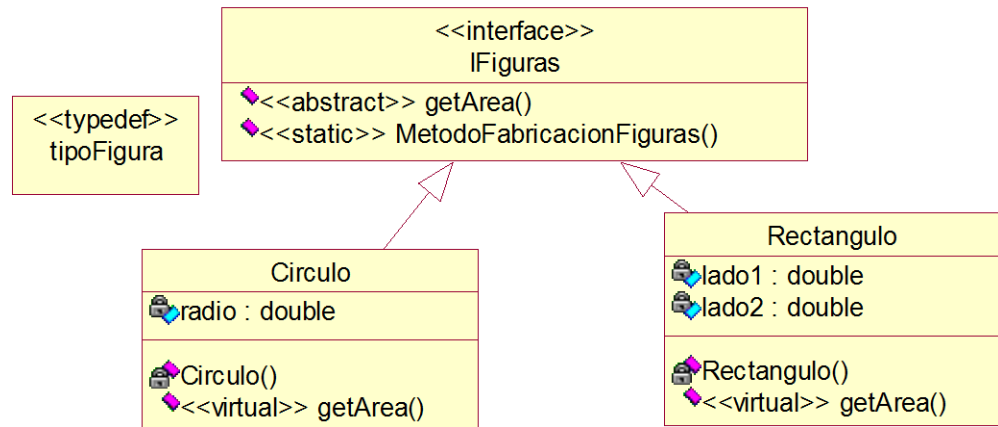 <<interface>>
IFiguras
<<abstract>> getArea()
<<static>> MetodoFabricacionFiguras()
<<typedef>>
tipoFigura
Circulo
radio : double
Circulo()
<<virtual>> getArea()
Rectangulo
lado1 : double
lado2 : double
Rectangulo()
<<virtual>> getArea()